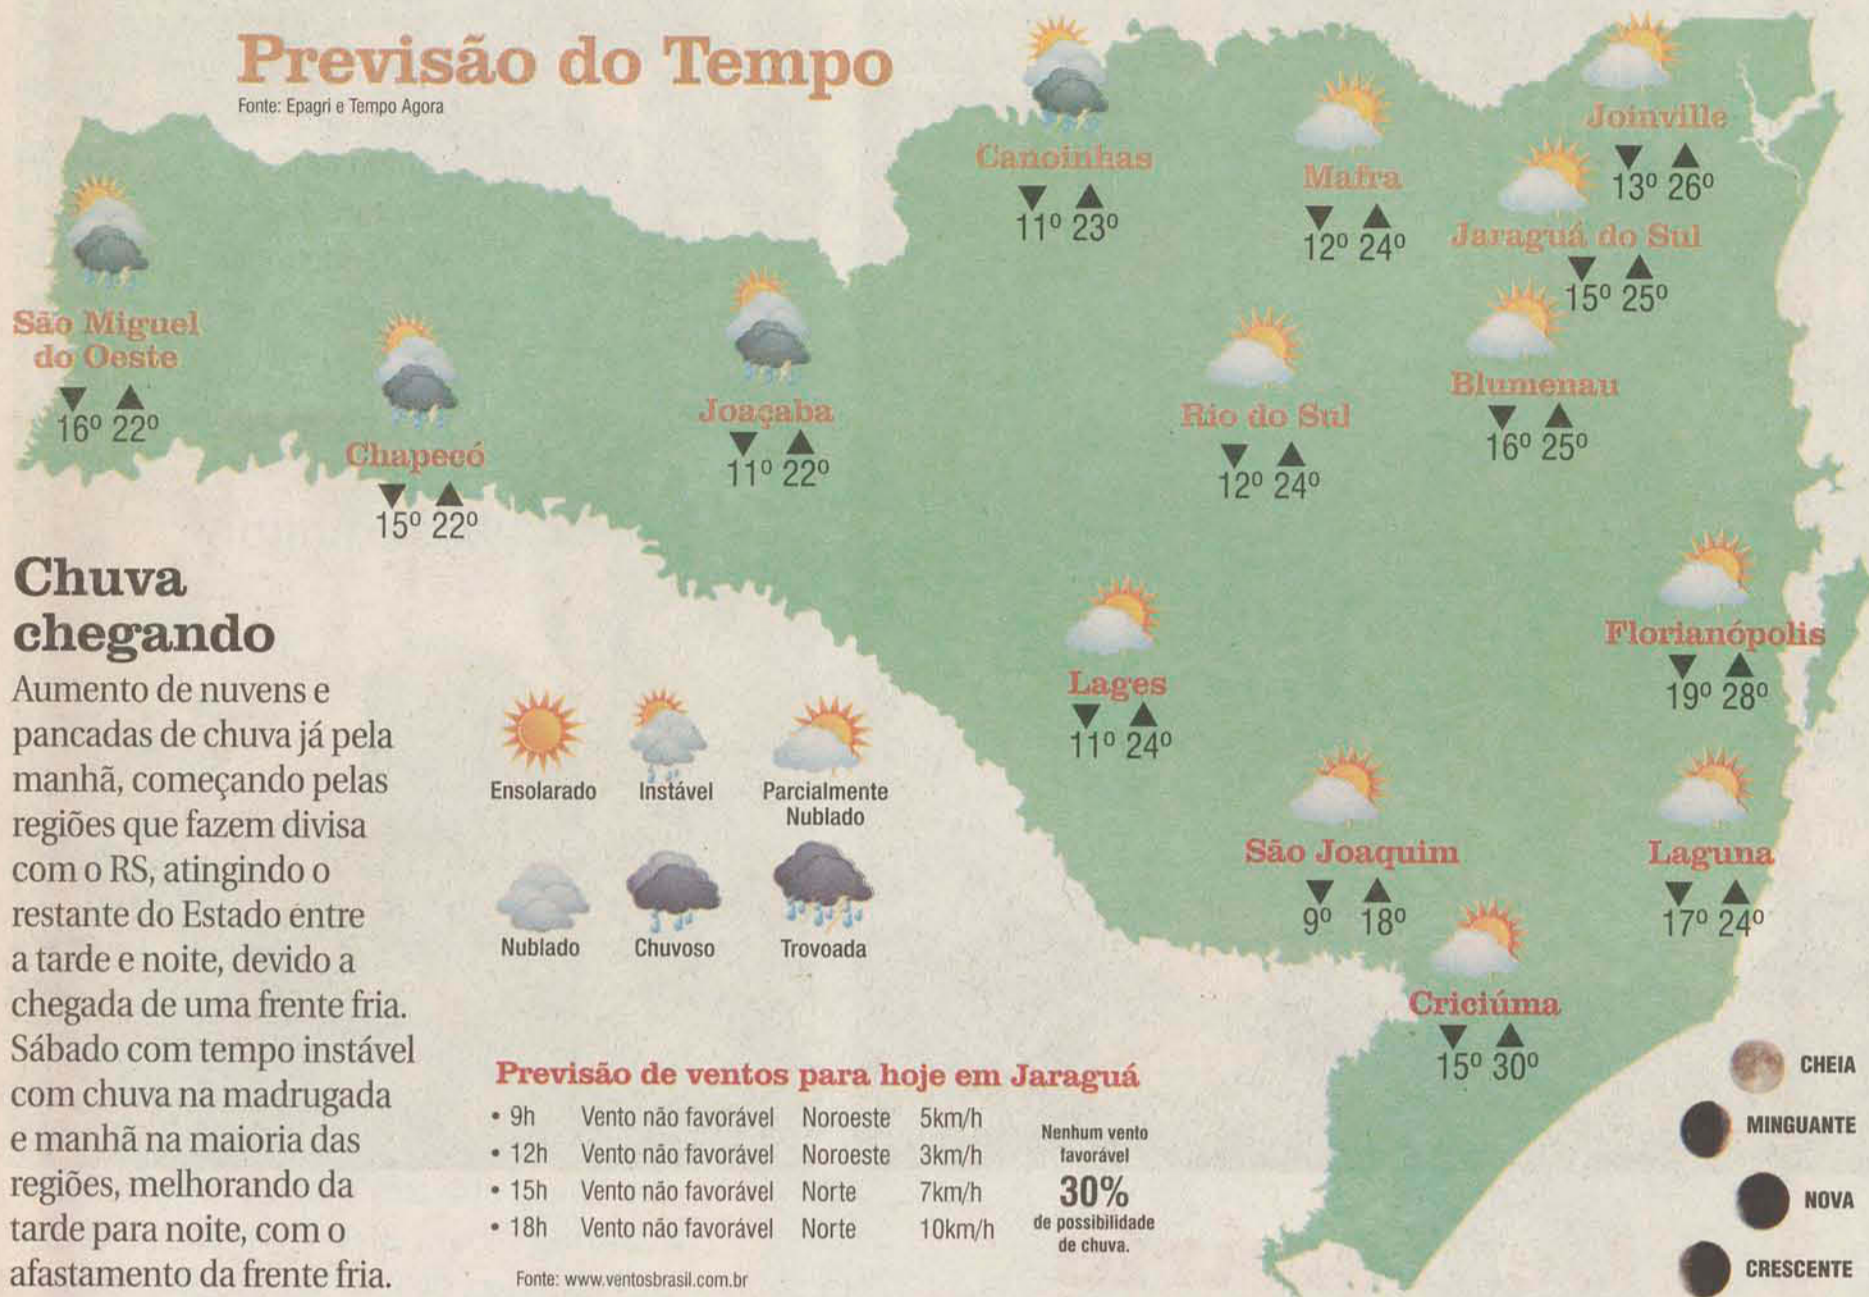 Previsão do Tempo
Fonte: Epagri e Tempo Agora
São Miguel
do Oeste
16º 22º
Chapecó
15º 22º
Joaçaba
11º 22º
Canoinhas
11º 23º
Mafra
12º 24º
Joinville
13º 26º
Jaraguá do Sul
15º 25º
Blumenau
16º 25º
Rio do Sul
12º 24º
Florianópolis
19º 28º
Lages
11º 24º
São Joaquim
9º 18º
Laguna
17º 24º
Criciúma
15º 30º
Chuva
chegando
Aumento de nuvens e
pancadas de chuva já pela
manhã, começando pelas
regiões que fazem divisa
com o RS, atingindo o
restante do Estado entre
a tarde e noite, devido a
chegada de uma frente fria.
Sábado com tempo instável
com chuva na madrugada
e manhã na maioria das
regiões, melhorando da
tarde para noite, com o
afastamento da frente fria.
Ensolarado
Instável
Parcialmente
Nublado
Nublado
Chuvoso
Trovoada
Previsão de ventos para hoje em Jaraguá
• 9h Vento não favorável Noroeste 5km/h
• 12h Vento não favorável Noroeste 3km/h
• 15h Vento não favorável Norte 7km/h
• 18h Vento não favorável Norte 10km/h
Nenhum vento
favorável
30%
de possibilidade
de chuva.
Fonte: www.ventosbrasil.com.br
CHEIA
MINGUANTE
NOVA
CRESCENTE